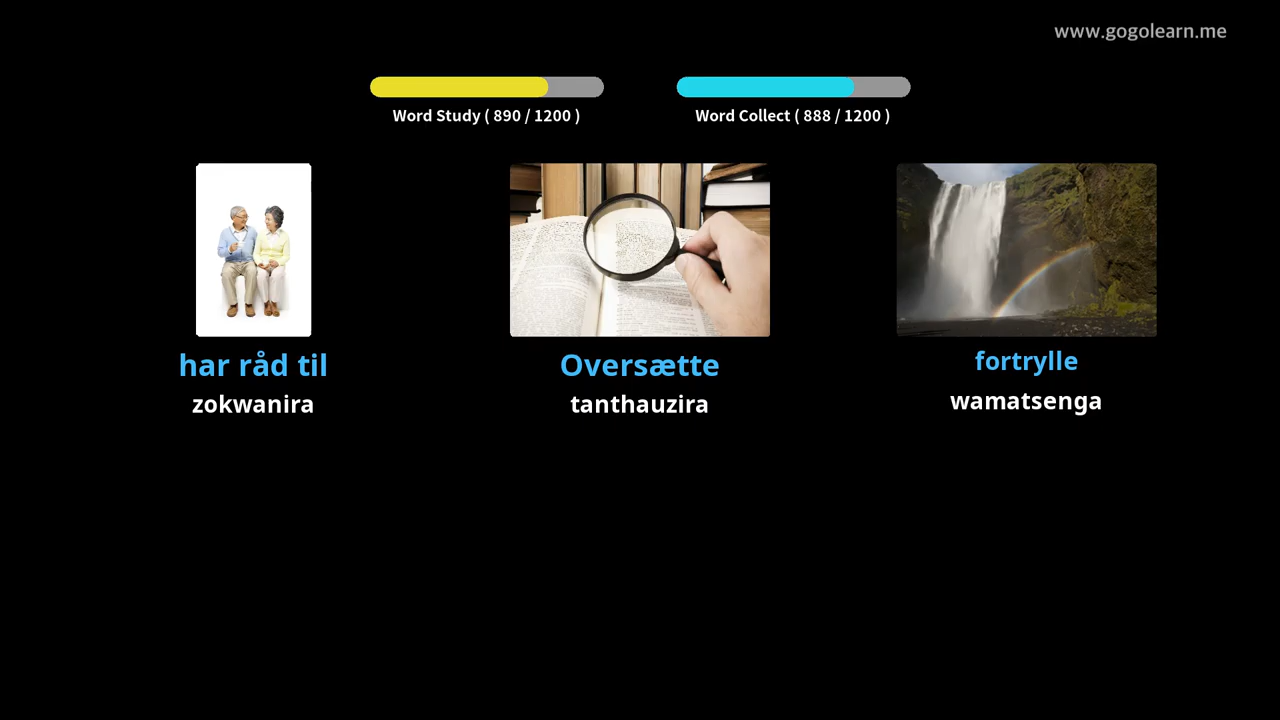 www.gogolearn.me
Word Study ( 890 / 1200 )
Word Collect ( 888 / 1200 )
har råd til
zokwanira
Oversætte
tanthauzira
fortrylle
wamatsenga